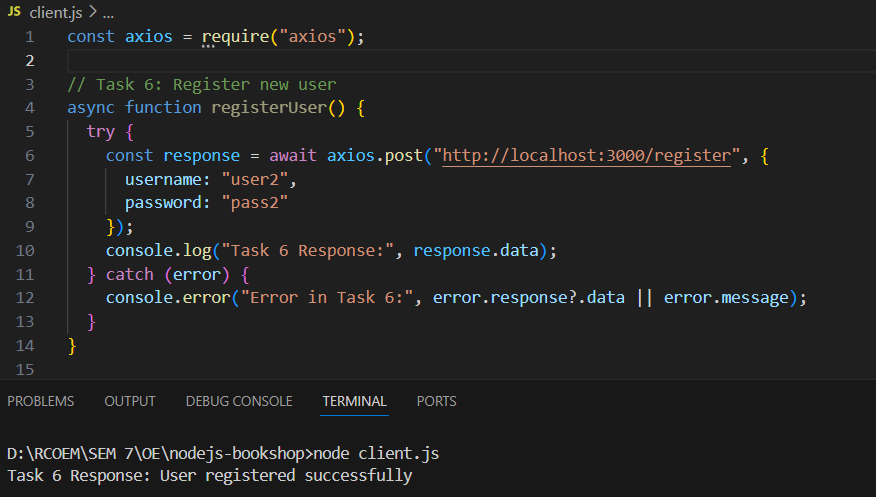 JS client.js > ...
1 const axios = require("axios");
2
3 // Task 6: Register new user
4 async function registerUser() {
5 try {
6 const response = await axios.post("http://localhost:3000/register", {
7 username: "user2",
8 password: "pass2"
9 });
10 console.log("Task 6 Response:", response.data);
11 } catch (error) {
12 console.error("Error in Task 6:", error.response?.data || error.message);
13 }
14 }
15
PROBLEMS OUTPUT DEBUG CONSOLE TERMINAL PORTS
D:\RCOEM\SEM 7\OE\nodejs-bookshop>node client.js
Task 6 Response: User registered successfully